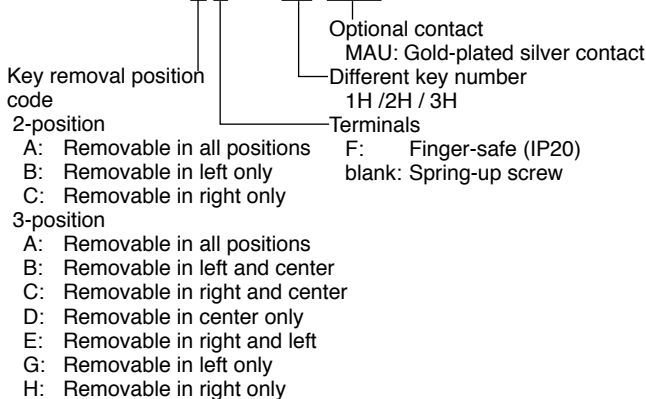 Optional contact
MAU: Gold-plated silver contact
Key removal position
code
Different key number
1H /2H / 3H
Terminals
F: Finger-safe (IP20)
blank: Spring-up screw
2-position
A: Removable in all positions
B: Removable in left only
C: Removable in right only
3-position
A: Removable in all positions
B: Removable in left and center
C: Removable in right and center
D: Removable in center only
E: Removable in right and left
G: Removable in left only
H: Removable in right only